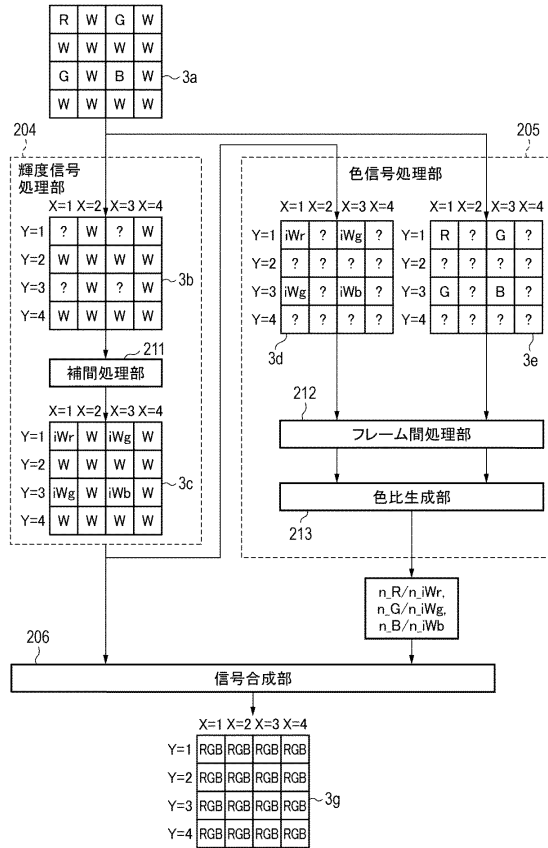 R W G W
W W W W
G W B W
W W W W
3a
204
205
輝度信号
処理部
色信号処理部
X=1 X=2 X=3 X=4
Y=1 ? W ? W
Y=2 W W W W
Y=3 ? W ? W
Y=4 W W W W
3b
X=1 X=2 X=3 X=4
Y=1 iWr ? iWg ?
Y=2 ? ? ? ?
Y=3 iWg ? iWb ?
Y=4 ? ? ? ?
3d
X=1 X=2 X=3 X=4
Y=1 R ? G ?
Y=2 ? ? ? ?
Y=3 G ? B ?
Y=4 ? ? ? ?
3e
211
補間処理部
X=1 X=2 X=3 X=4
Y=1 iWr W iWg W
Y=2 W W W W
Y=3 iWg W iWb W
Y=4 W W W W
3c
212
フレーム間処理部
色比生成部
213
n_R/n_iWr,
n_G/n_iWg,
n_B/n_iWb
206
信号合成部
X=1 X=2 X=3 X=4
Y=1 RGB RGB RGB RGB
Y=2 RGB RGB RGB RGB
Y=3 RGB RGB RGB RGB
Y=4 RGB RGB RGB RGB
3g